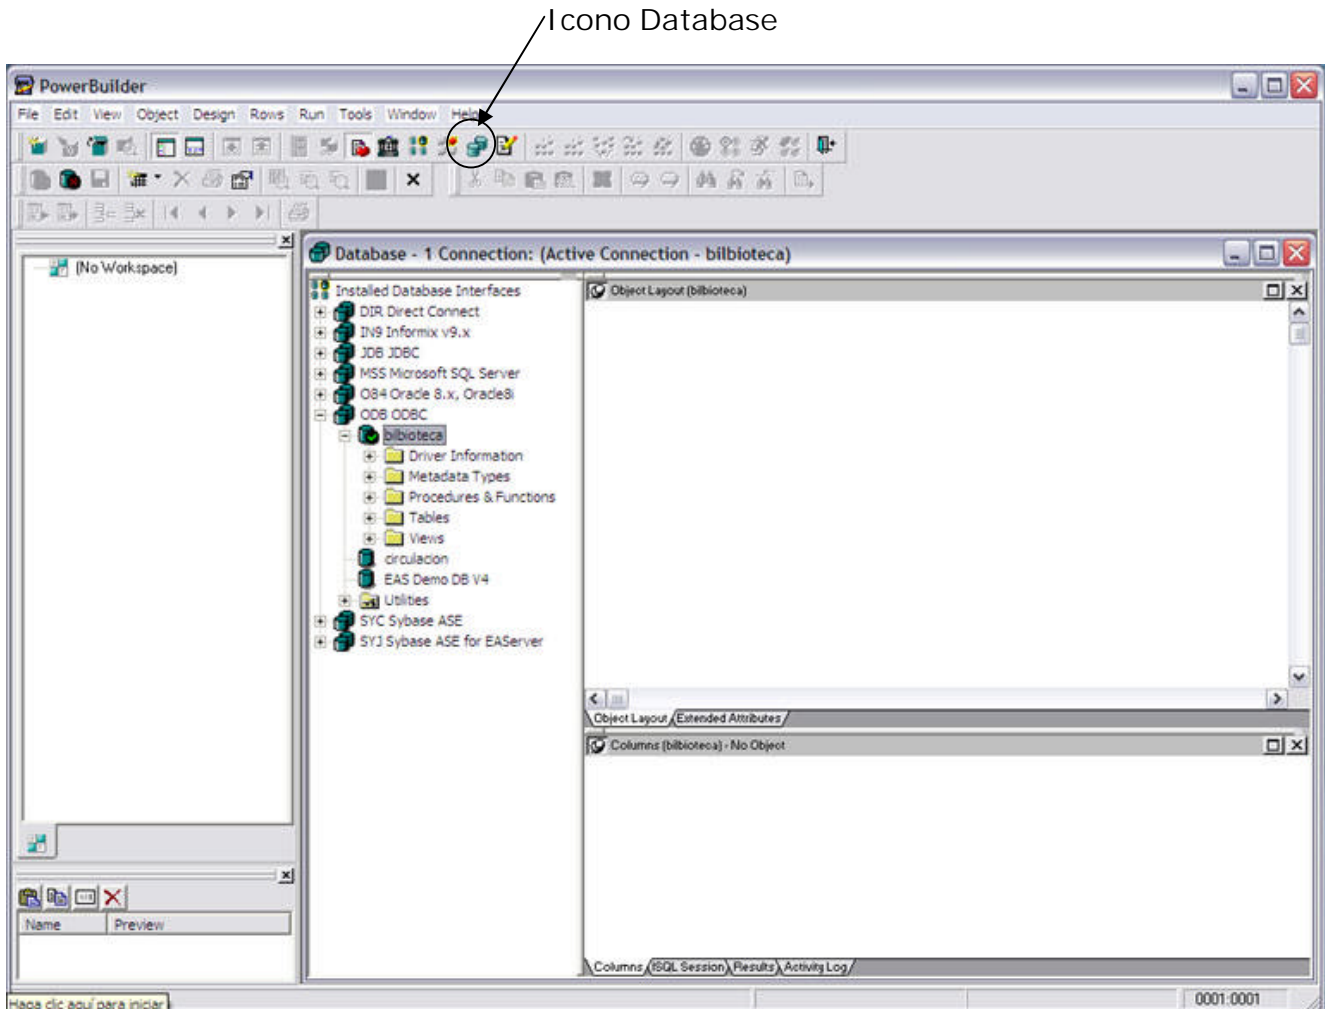 Icono Database
PowerBuilder
File Edit View Object Design Rows Run Tools Window Help
(No Workspace)
Database - 1 Connection: (Active Connection - bilbioteca)
Installed Database Interfaces
DIR Direct Connect
IN9 Informix v9.x
JDB JDBC
MSS Microsoft SQL Server
O84 Oracle 8.x, Oracle8i
ODB ODBC
bilbioteca
Driver Information
Metadata Types
Procedures & Functions
Tables
Views
circulacion
EAS Demo DB V4
Utilities
SYC Sybase ASE
SYJ Sybase ASE for EAServer
Object Layout (bilbioteca)
Object Layout Extended Attributes
Columns (bilbioteca) - No Object
Columns ISQL Session Results Activity Log
Name Preview
Haga clic aquí para iniciar
0001:0001